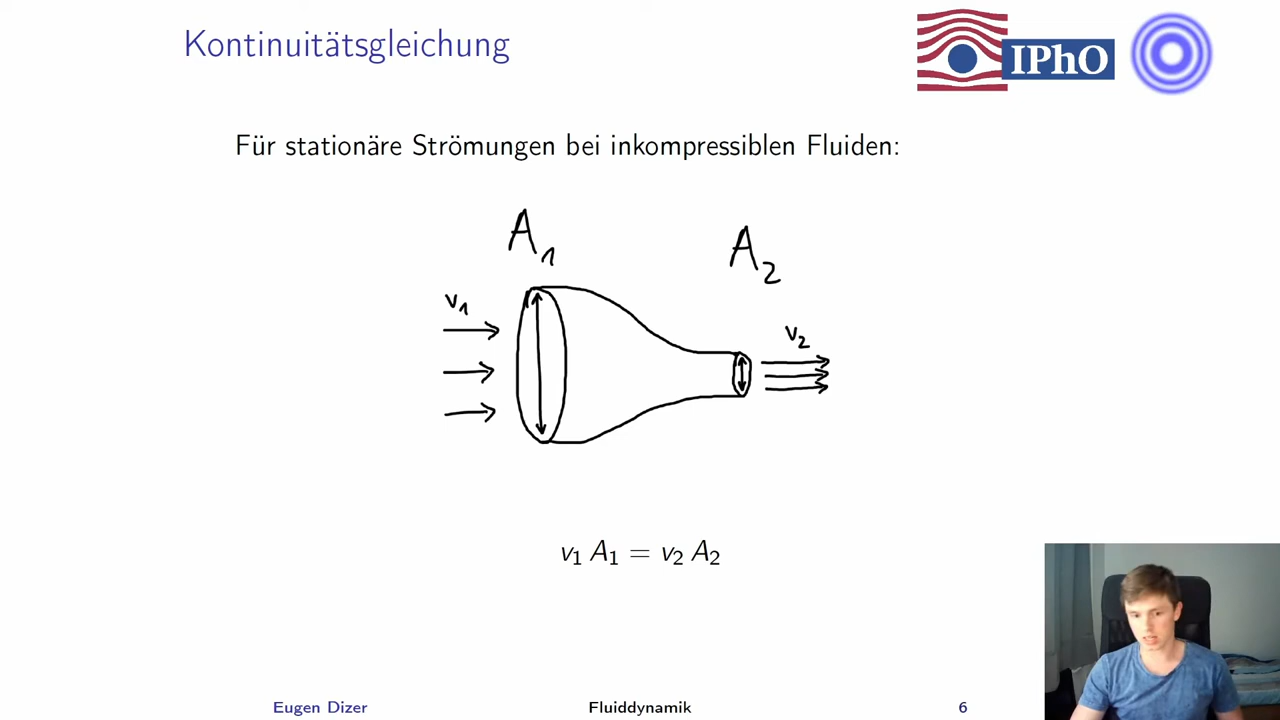 Kontinuitätsgleichung
IPhO
Für stationäre Strömungen bei inkompressiblen Fluiden:
A₁
A₂
v₁
v₂
v₁ A₁ = v₂ A₂
Eugen Dizer
Fluiddynamik
6